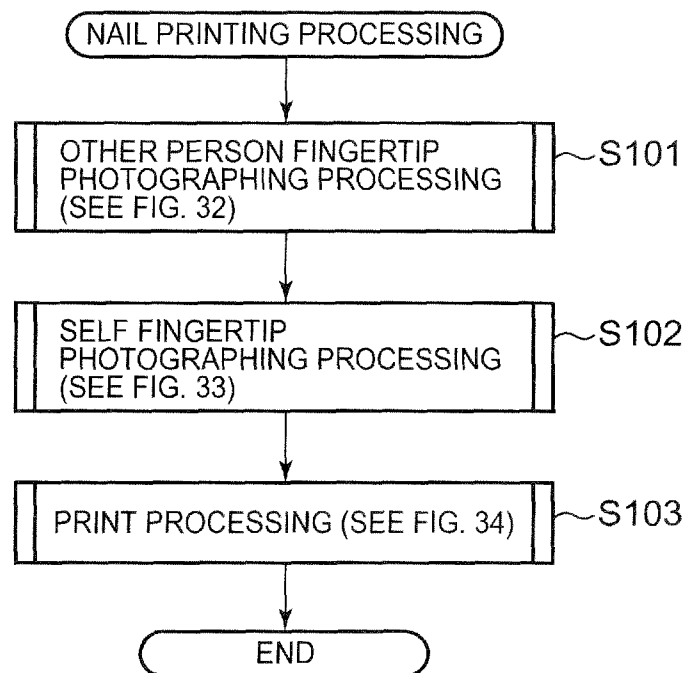 NAIL PRINTING PROCESSING
OTHER PERSON FINGERTIP
PHOTOGRAPHING PROCESSING
(SEE FIG. 32)
S101
SELF FINGERTIP
PHOTOGRAPHING PROCESSING
(SEE FIG. 33)
S102
PRINT PROCESSING (SEE FIG. 34)
S103
END